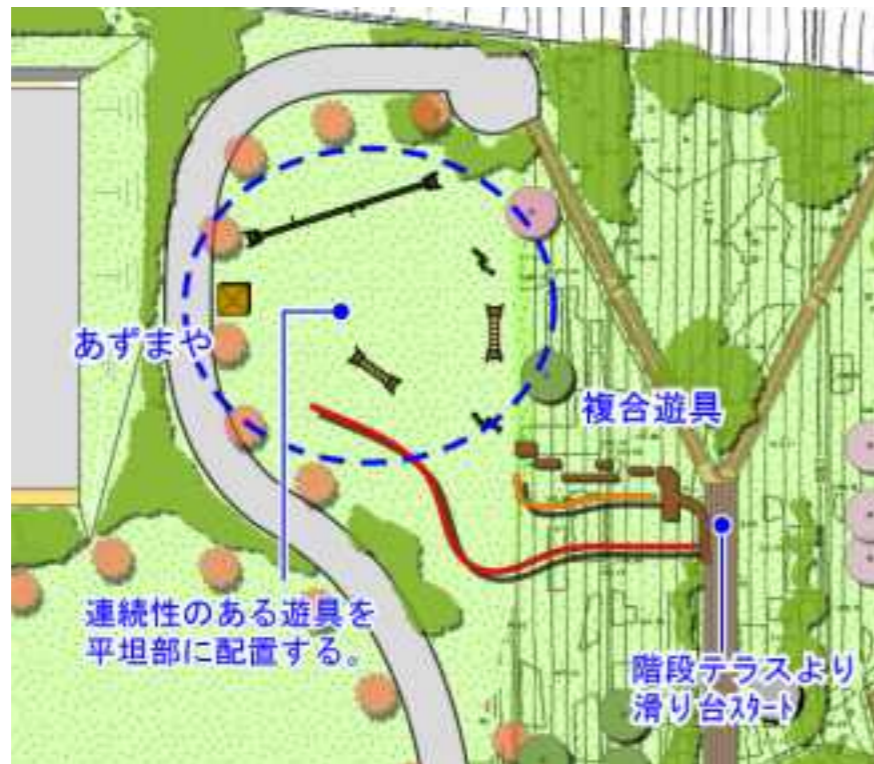 あずまや
複合遊具
連続性のある遊具を
平坦部に配置する。
階段テラスより
滑り台ｽﾀｰﾄ